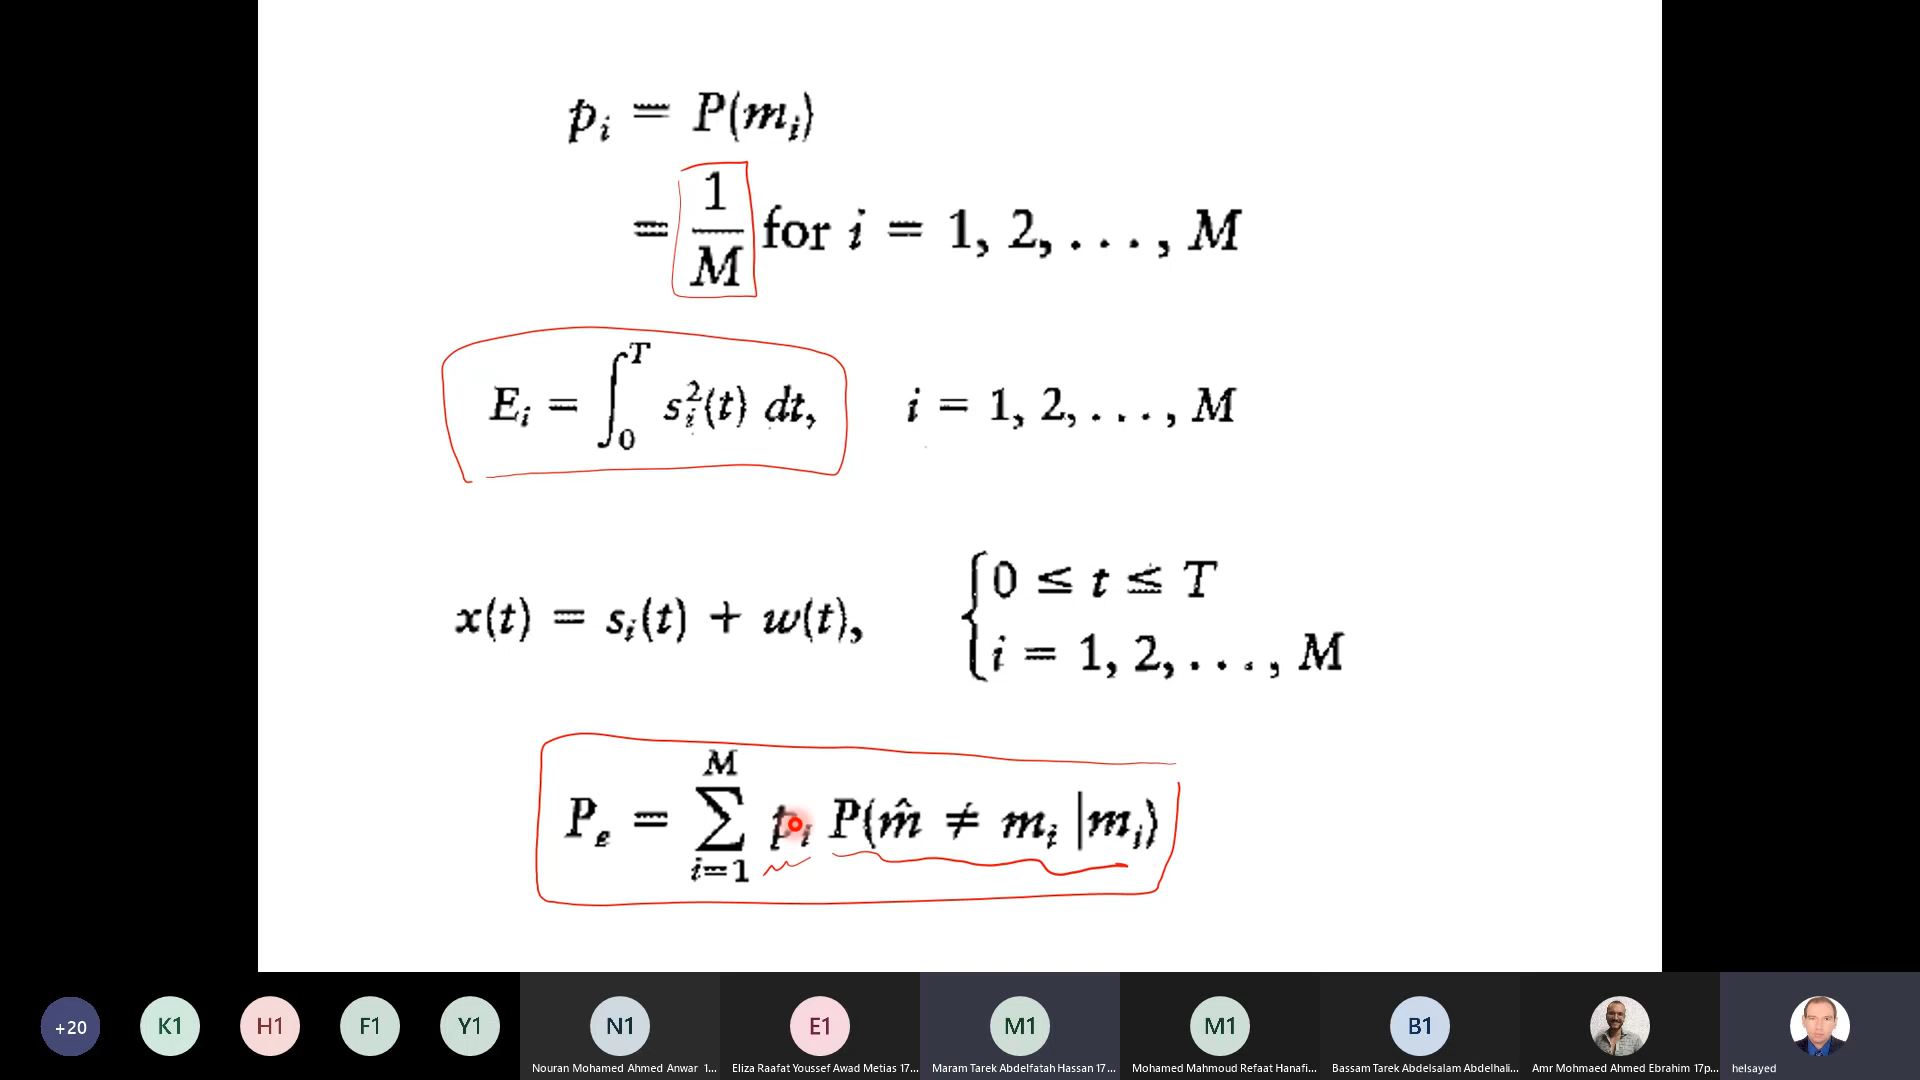 p_i = P(m_i)
= 1/M for i = 1, 2, . . . , M
E_i = ∫_0^T s_i^2(t) dt, i = 1, 2, . . . , M
x(t) = s_i(t) + w(t), { 0 ≤ t ≤ T
i = 1, 2, . . . , M
P_e = ∑_{i=1}^M p_i P(m̂ ≠ m_i | m_i)
+20 K1 H1 F1 Y1 N1 E1 M1 M1 B1
Nouran Mohamed Ahmed Anwar 1... Eliza Raafat Youssef Awad Metias 17... Maram Tarek Abdelfatah Hassan 17... Mohamed Mahmoud Refaat Hanafi... Bassam Tarek Abdelsalam Abdelhali... Amr Mohmaed Ahmed Ebrahim 17p... helsayed